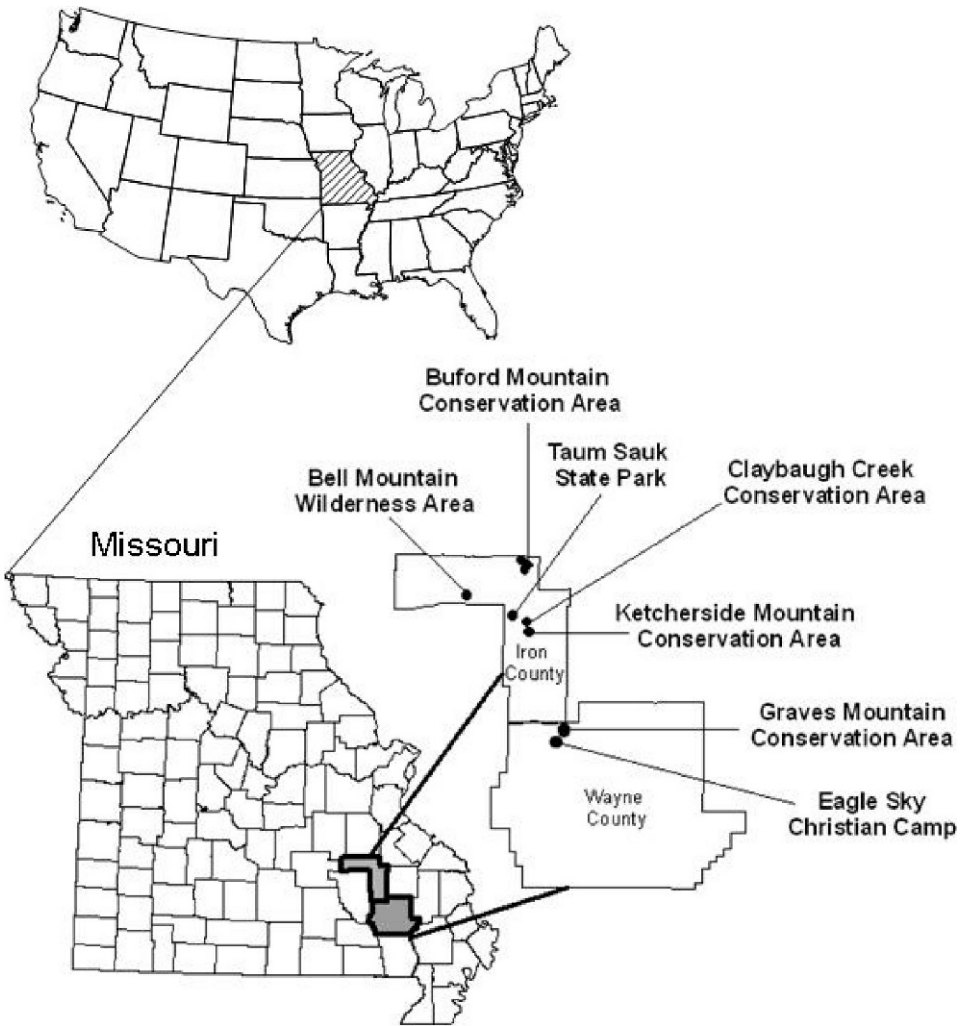 Buford Mountain
Conservation Area
Taum Sauk
State Park
Claybaugh Creek
Conservation Area
Bell Mountain
Wilderness Area
Missouri
Ketcherside Mountain
Conservation Area
Iron
County
Graves Mountain
Conservation Area
Wayne
County
Eagle Sky
Christian Camp